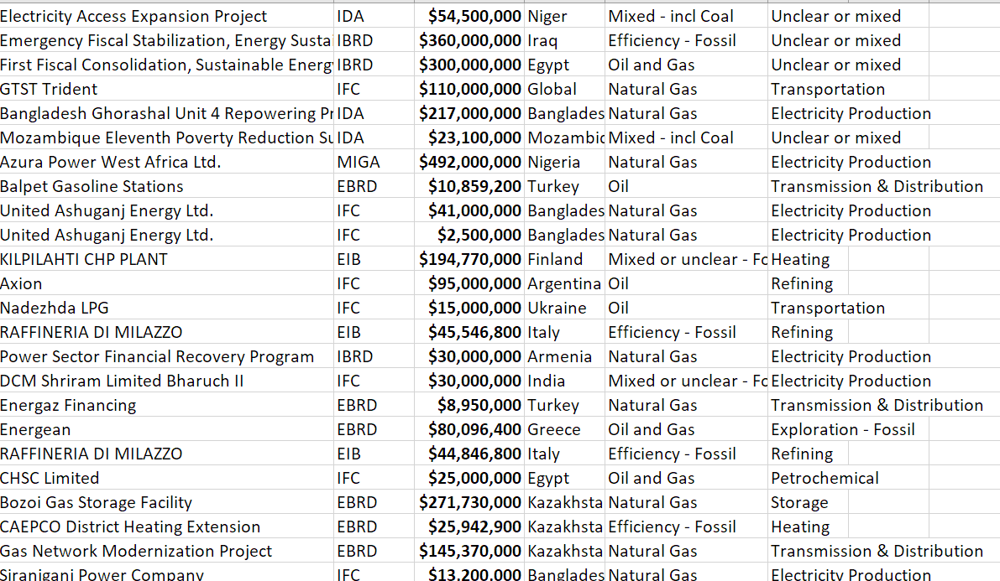 Electricity Access Expansion Project IDA $54,500,000 Niger Mixed - incl Coal Unclear or mixed
Emergency Fiscal Stabilization, Energy Susta IBRD $360,000,000 Iraq Efficiency - Fossil Unclear or mixed
First Fiscal Consolidation, Sustainable Energ IBRD $300,000,000 Egypt Oil and Gas Unclear or mixed
GTST Trident IFC $110,000,000 Global Natural Gas Transportation
Bangladesh Ghorashal Unit 4 Repowering Pr IDA $217,000,000 Banglades Natural Gas Electricity Production
Mozambique Eleventh Poverty Reduction Su IDA $23,100,000 Mozambic Mixed - incl Coal Unclear or mixed
Azura Power West Africa Ltd. MIGA $492,000,000 Nigeria Natural Gas Electricity Production
Balpet Gasoline Stations EBRD $10,859,200 Turkey Oil Transmission & Distribution
United Ashuganj Energy Ltd. IFC $41,000,000 Banglades Natural Gas Electricity Production
United Ashuganj Energy Ltd. IFC $2,500,000 Banglades Natural Gas Electricity Production
KILPILAHTI CHP PLANT EIB $194,770,000 Finland Mixed or unclear - Fo Heating
Axion IFC $95,000,000 Argentina Oil Refining
Nadezhda LPG IFC $15,000,000 Ukraine Oil Transportation
RAFFINERIA DI MILAZZO EIB $45,546,800 Italy Efficiency - Fossil Refining
Power Sector Financial Recovery Program IBRD $30,000,000 Armenia Natural Gas Electricity Production
DCM Shriram Limited Bharuch II IFC $30,000,000 India Mixed or unclear - Fo Electricity Production
Energaz Financing EBRD $8,950,000 Turkey Natural Gas Transmission & Distribution
Energean EBRD $80,096,400 Greece Oil and Gas Exploration - Fossil
RAFFINERIA DI MILAZZO EIB $44,846,800 Italy Efficiency - Fossil Refining
CHSC Limited IFC $25,000,000 Egypt Oil and Gas Petrochemical
Bozoi Gas Storage Facility EBRD $271,730,000 Kazakhsta Natural Gas Storage
CAEPCO District Heating Extension EBRD $25,942,900 Kazakhsta Efficiency - Fossil Heating
Gas Network Modernization Project EBRD $145,370,000 Kazakhsta Natural Gas Transmission & Distribution
Siraniganj Power Company IFC $13,200,000 Banglades Natural Gas Electricity Production